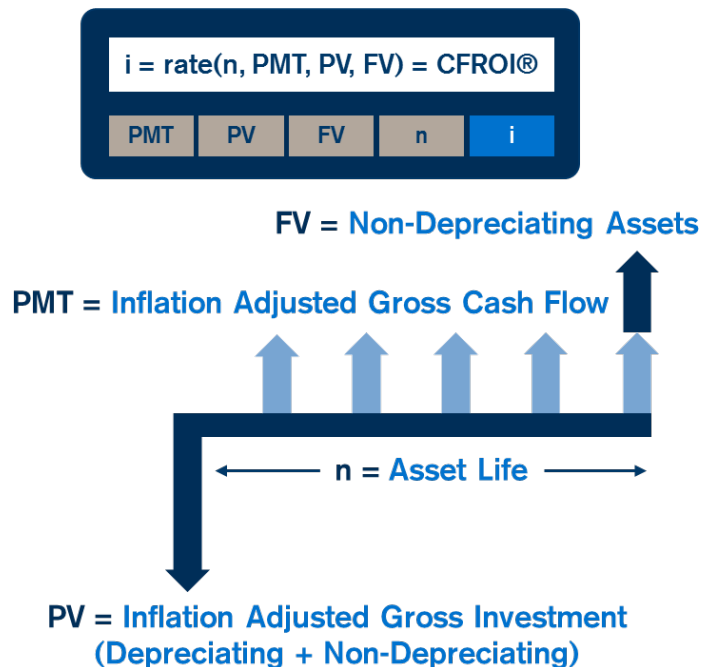 i = rate(n, PMT, PV, FV) = CFROI®
PMT PV FV n i
FV = Non-Depreciating Assets
PMT = Inflation Adjusted Gross Cash Flow
n = Asset Life
PV = Inflation Adjusted Gross Investment
(Depreciating + Non-Depreciating)